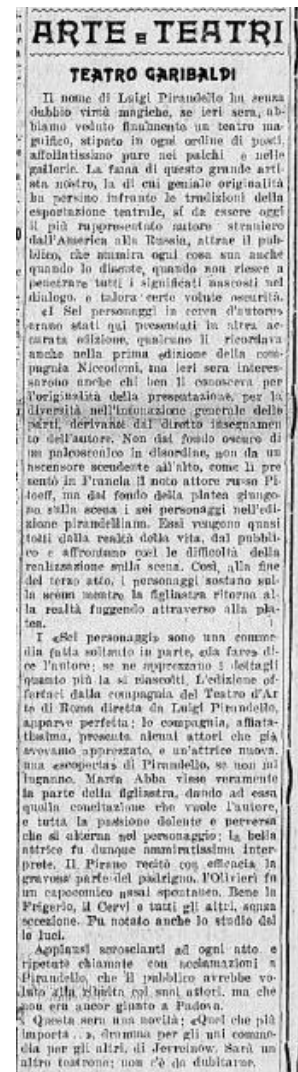 ARTE E TEATRI
TEATRO GARIBALDI
Il nome di Luigi Pirandello ha senza
dubbio virtù magiche, se ieri sera, ab-
biamo veduto finalmente un teatro ma-
gnifico, stipato in ogni ordine di posti,
affollatissimo pure nei palchi e nelle
gallerie. La fama di questo grande arti-
sta nostro, la di cui geniale originalità
ha persino infranto le tradizioni della
esportazione teatrale, sì da essere oggi
il più rappresentato autore straniero
dall'America alla Russia, attrae il pub-
blico, che ammira ogni cosa sua anche
quando la discute, quando non riesce a
penetrare tutti i significati nascosti nel
dialogo, e talora certe volute oscurità.
«I Sei personaggi in cerca d'autore»
erano stati qui presentati in altra ac-
curata edizione, qualcuno li ricordava
anche nella prima edizione della com-
pagnia Niccodemi, ma ieri sera interes-
sarono anche chi ben li conosceva per
l'originalità della presentazione, per la
diversità nell'intonazione generale delle
parti, derivanti dal diretto insegnamen-
to dell'autore. Non dal fondo oscuro di
un palcoscenico in disordine, non da un
ascensore scendente all'alto, come li pre-
sentò in Francia il noto attore russo Pi-
toeff, ma dal fondo della platea giungo-
no sulla scena i sei personaggi nell'edi-
zione pirandelliana. Essi vengono quasi
tolti dalla realtà della vita, dal pubbli-
co e affrontano così le difficoltà della
realizzazione sulla scena. Così, alla fine
del terzo atto, i personaggi sostano sul-
la scena mentre la figliastra ritorna al-
la realtà fuggendo attraverso alla pla-
tea.
I «Sei personaggi» sono una comme-
dia fatta soltanto in parte, «da fare» di-
ce l'autore; se ne apprezzano i dettagli
quanto più la si riascolti. L'edizione of-
fertaci dalla compagnia del Teatro d'Ar-
te di Roma diretta da Luigi Pirandello,
apparve perfetta; la compagnia, affiata-
tissima, presenta alcuni attori che già
avevamo apprezzato, e un'attrice nuova,
una «scoperta» di Pirandello, se non mi
inganno. Marta Abba visse veramente
la parte della figliastra, dando ad essa
quella concitazione che vuole l'autore,
e tutta la passione dolente e perversa
che si alterna nel personaggio; la bella
attrice fu dunque ammiratissima inter-
prete. Il Pirano recitò con efficacia la
gravosa parte del padrigno, l'Olivieri fu
un capocomico assai spontaneo. Bene la
Frigerio, il Cervi e tutti gli altri, senza
eccezione. Fu notato anche lo studio del-
le luci.
Applausi scroscianti ad ogni atto e
ripetute chiamate con acclamazioni a
Pirandello, che il pubblico avrebbe vo-
luto alla ribalta coi suoi attori, ma che
non era ancor giunto a Padova.
Questa sera una novità: «Quel che più
importa...», dramma per gli uni comme-
dia per gli altri, di Jevreinow. Sarà un
altro teatrone; non c'è da dubitarne.